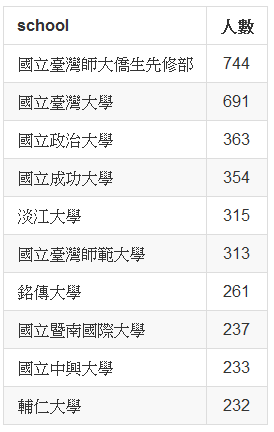 school 人數
國立臺灣師大僑生先修部 744
國立臺灣大學 691
國立政治大學 363
國立成功大學 354
淡江大學 315
國立臺灣師範大學 313
銘傳大學 261
國立暨南國際大學 237
國立中興大學 233
輔仁大學 232